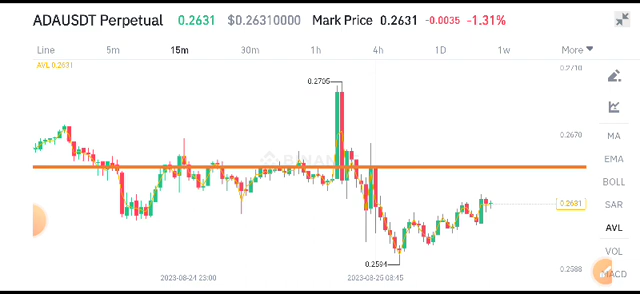 ADAUSDT Perpetual 0.2631 $0.26310000 Mark Price 0.2631 -0.0035 -1.31%
Line 5m 15m 30m 1h 4h 1D 1w More
AVL 0.2631
0.2710
0.2705
0.2670
MA
EMA
BOLL
SAR
0.2631
AVL
VOL
0.2594
0.2588
MACD
2023-08-24 23:00 2023-08-25 08:45